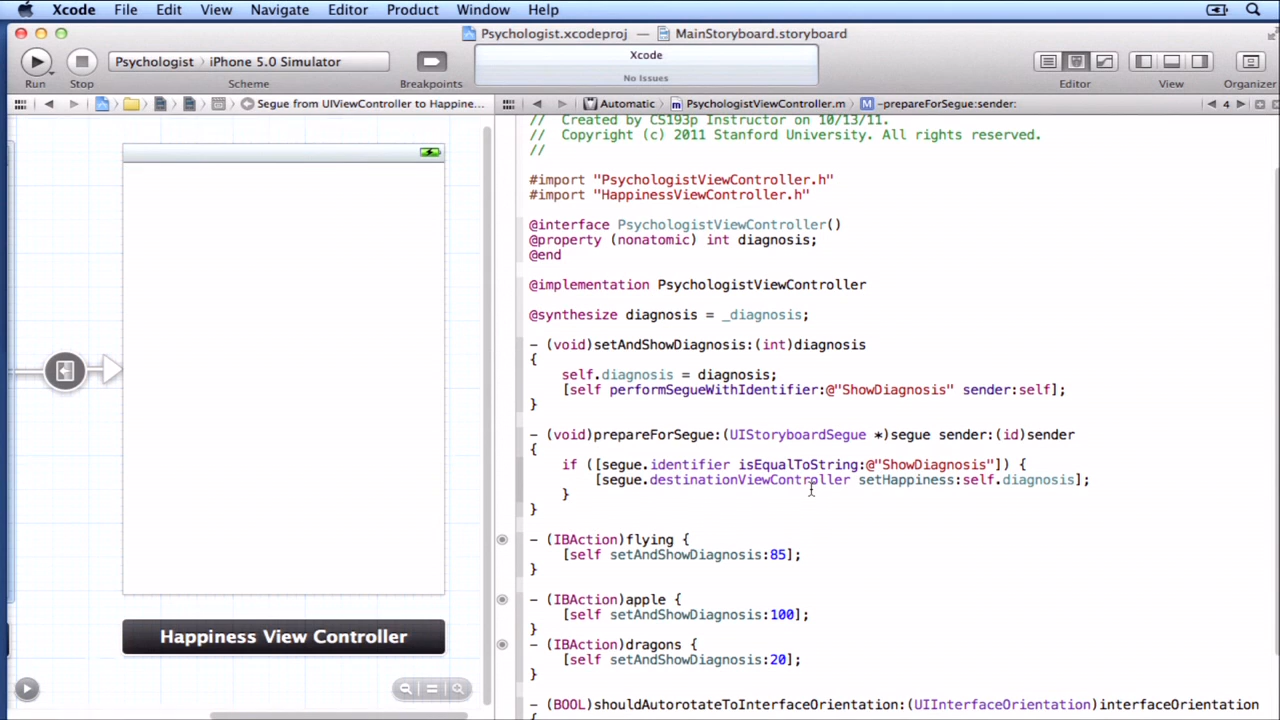 Xcode File Edit View Navigate Editor Product Window Help
Psychologist.xcodeproj — MainStoryboard.storyboard
Psychologist iPhone 5.0 Simulator
Xcode
No Issues
Run Stop Scheme Breakpoints Editor View Organizer
Segue from UIViewController to Happine...
Automatic PsychologistViewController.m M -prepareForSegue:sender: 4
//  Created by CS193p Instructor on 10/13/11.
//  Copyright (c) 2011 Stanford University. All rights reserved.
//
#import "PsychologistViewController.h"
#import "HappinessViewController.h"
@interface PsychologistViewController()
@property (nonatomic) int diagnosis;
@end
@implementation PsychologistViewController
@synthesize diagnosis = _diagnosis;
- (void)setAndShowDiagnosis:(int)diagnosis
{
    self.diagnosis = diagnosis;
    [self performSegueWithIdentifier:@"ShowDiagnosis" sender:self];
}
- (void)prepareForSegue:(UIStoryboardSegue *)segue sender:(id)sender
{
    if ([segue.identifier isEqualToString:@"ShowDiagnosis"]) {
        [segue.destinationViewController setHappiness:self.diagnosis];
    }
}
- (IBAction)flying {
    [self setAndShowDiagnosis:85];
}
- (IBAction)apple {
    [self setAndShowDiagnosis:100];
}
- (IBAction)dragons {
    [self setAndShowDiagnosis:20];
}
- (BOOL)shouldAutorotateToInterfaceOrientation:(UIInterfaceOrientation)interfaceOrientation
{
Happiness View Controller